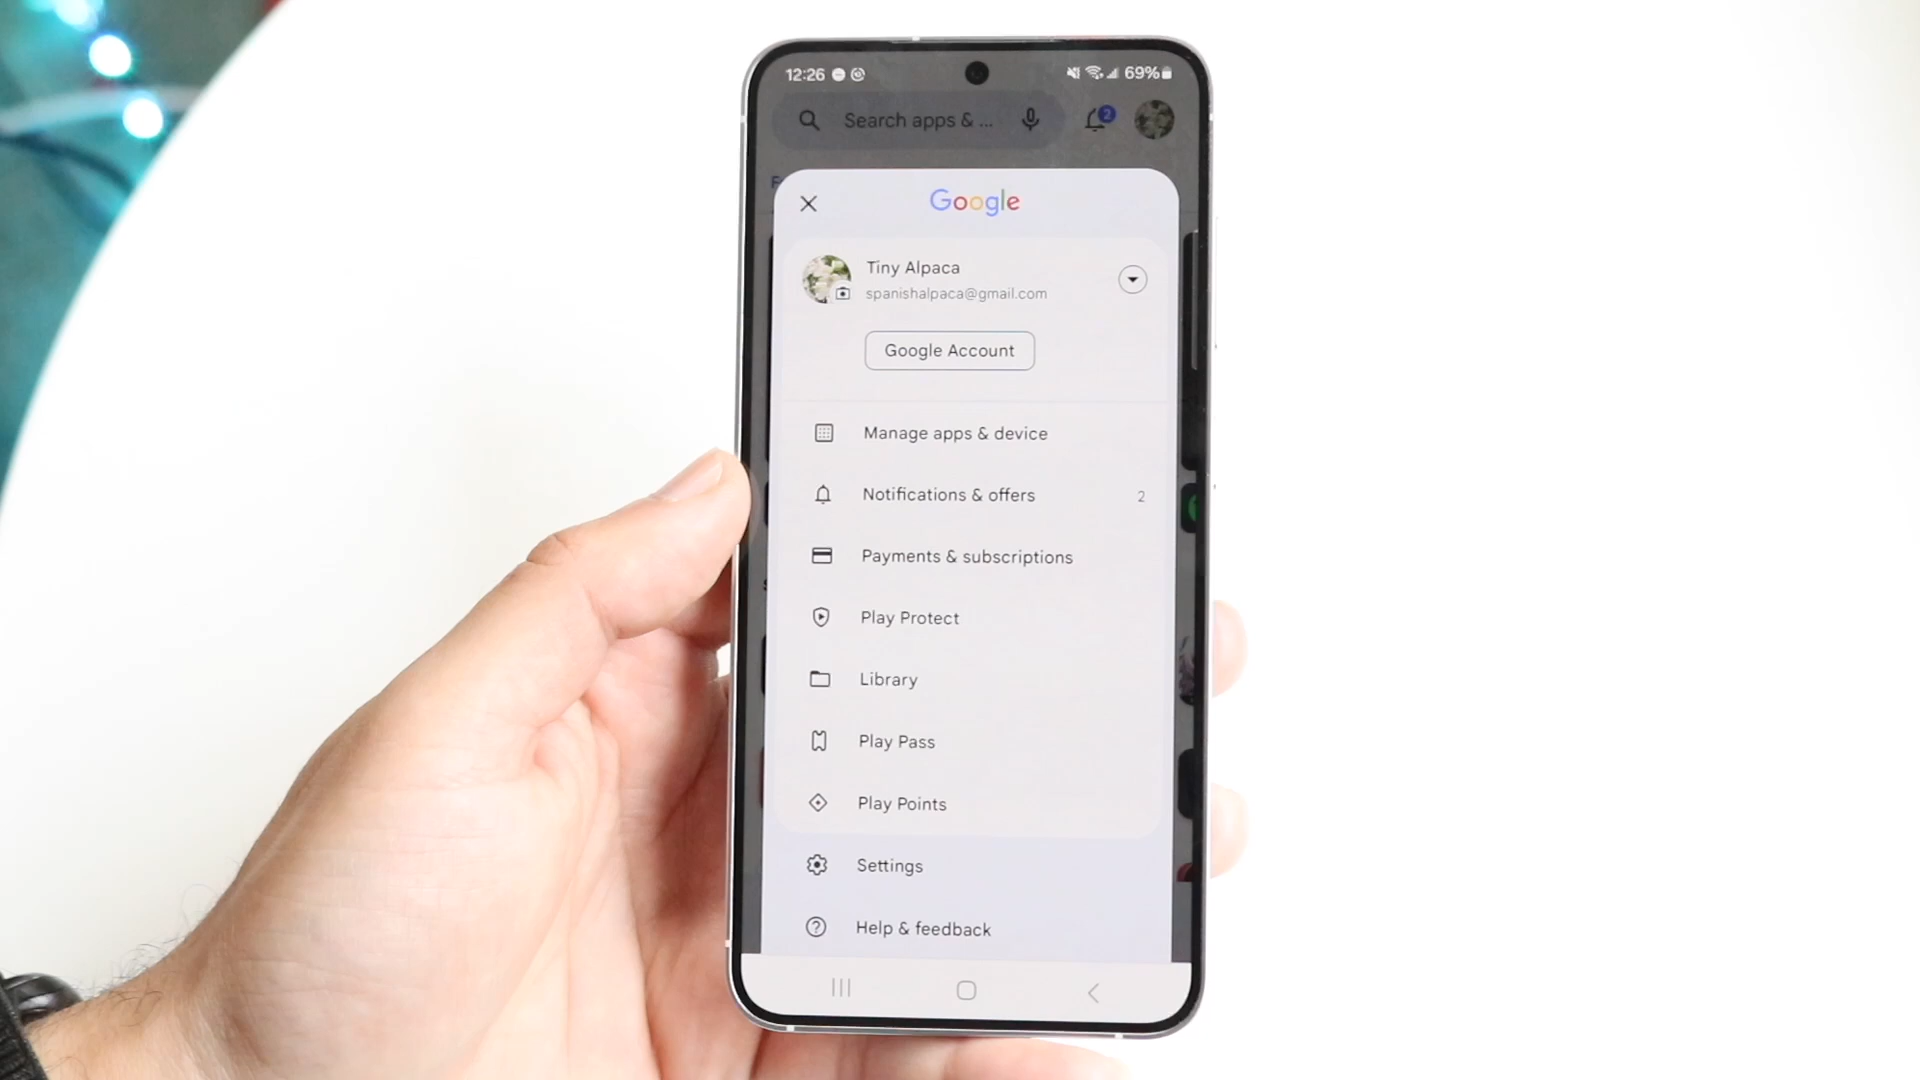 12:26 69%
Search apps & ... 2
Google
Tiny Alpaca
spanishalpaca@gmail.com
Google Account
Manage apps & device
Notifications & offers 2
Payments & subscriptions
Play Protect
Library
Play Pass
Play Points
Settings
Help & feedback